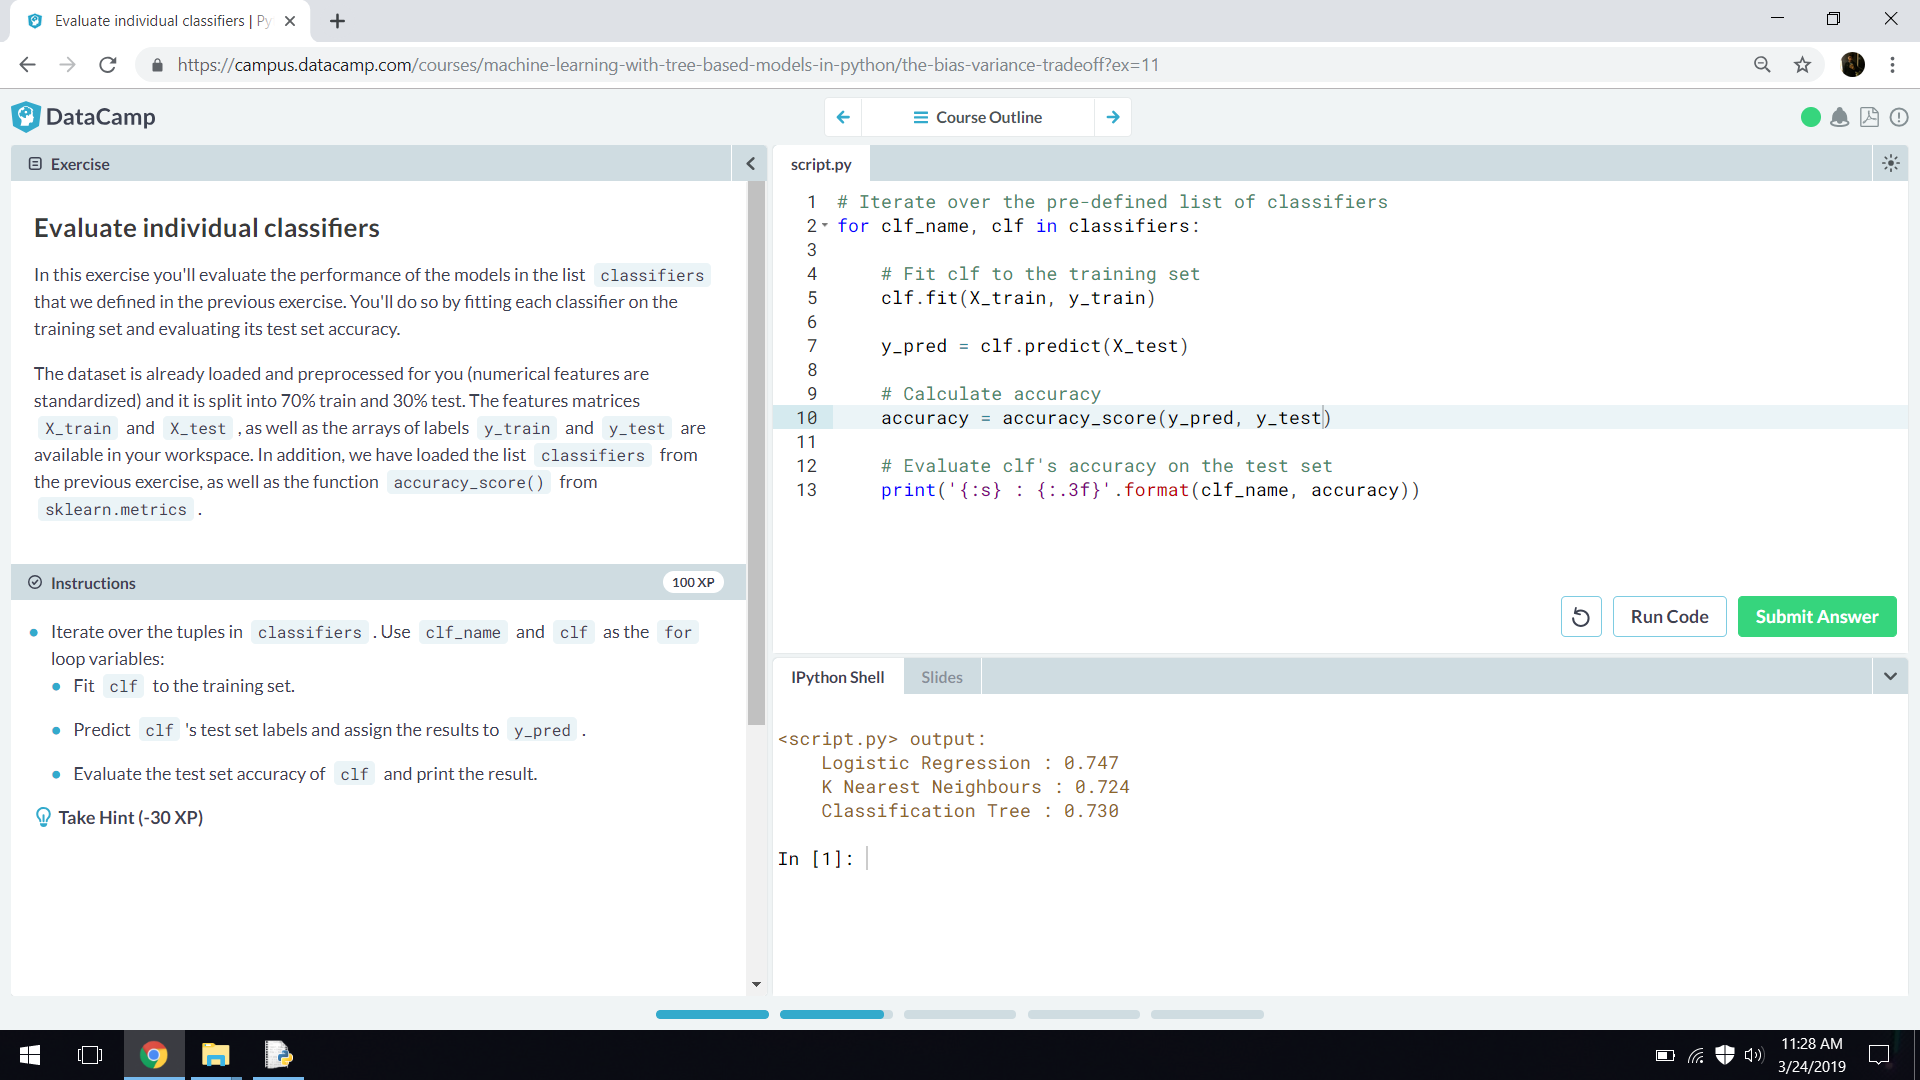 Evaluate individual classifiers | Py
https://campus.datacamp.com/courses/machine-learning-with-tree-based-models-in-python/the-bias-variance-tradeoff?ex=11
DataCamp
Course Outline
Exercise
Evaluate individual classifiers
In this exercise you'll evaluate the performance of the models in the list classifiers
that we defined in the previous exercise. You'll do so by fitting each classifier on the
training set and evaluating its test set accuracy.
The dataset is already loaded and preprocessed for you (numerical features are
standardized) and it is split into 70% train and 30% test. The features matrices
X_train and X_test , as well as the arrays of labels y_train and y_test are
available in your workspace. In addition, we have loaded the list classifiers from
the previous exercise, as well as the function accuracy_score() from
sklearn.metrics .
Instructions
100 XP
Iterate over the tuples in classifiers . Use clf_name and clf as the for
loop variables:
Fit clf to the training set.
Predict clf 's test set labels and assign the results to y_pred .
Evaluate the test set accuracy of clf and print the result.
Take Hint (-30 XP)
script.py
1 # Iterate over the pre-defined list of classifiers
2 for clf_name, clf in classifiers:
3
4 # Fit clf to the training set
5 clf.fit(X_train, y_train)
6
7 y_pred = clf.predict(X_test)
8
9 # Calculate accuracy
10 accuracy = accuracy_score(y_pred, y_test)
11
12 # Evaluate clf's accuracy on the test set
13 print('{:s} : {:.3f}'.format(clf_name, accuracy))
Run Code
Submit Answer
IPython Shell
Slides
<script.py> output:
Logistic Regression : 0.747
K Nearest Neighbours : 0.724
Classification Tree : 0.730
In [1]:
11:28 AM
3/24/2019